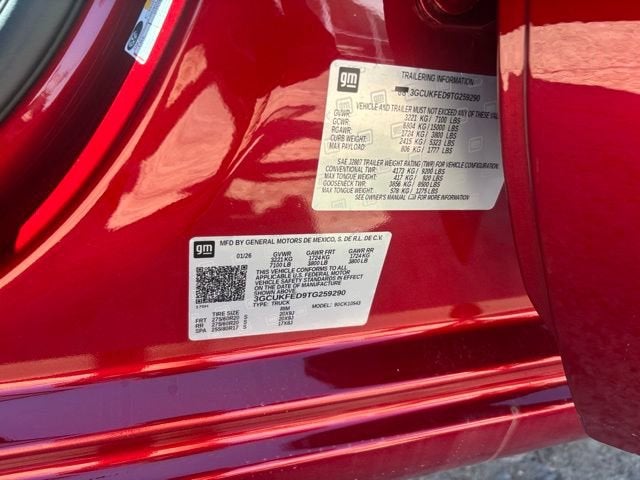 gm
TRAILERING INFORMATION
3GCUKFED9TG259290
VEHICLE AND TRAILER MUST NOT EXCEED ANY OF THESE VAL
GVWR: 3221 KG / 7100 LBS
GCWR: 6804 KG / 15000 LBS
RGAWR: 1724 KG / 3800 LBS
CURB WEIGHT: 2415 KG / 5323 LBS
MAX PAYLOAD: 806 KG / 1777 LBS
SAE J2807 TRAILER WEIGHT RATING (TWR) FOR VEHICLE CONFIGURATION:
CONVENTIONAL TWR: 4173 KG / 9200 LBS
MAX TONGUE WEIGHT: 417 KG / 920 LBS
GOOSENECK TWR: 3856 KG / 8500 LBS
MAX TONGUE WEIGHT: 578 KG / 1275 LBS
SEE OWNER'S MANUAL FOR MORE INFORMATION
gm
MFD BY GENERAL MOTORS DE MEXICO, S. DE R.L. DE C.V.
01/26 GVWR GAWR FRT GAWR RR
3221 KG 1724 KG 1724 KG
7100 LB 3800 LB 3800 LB
THIS VEHICLE CONFORMS TO ALL
APPLICABLE U.S. FEDERAL MOTOR
VEHICLE SAFETY STANDARDS IN
EFFECT ON THE DATE OF MANUFACTURE
SHOWN ABOVE.
3GCUKFED9TG259290
TYPE: TRUCK MODEL: 90CK10543
TIRE SIZE RIM
FRT 275/60R20 S 20X9J
RR 275/60R20 S 20X9J
SPA 255/80R17 S 17X8J